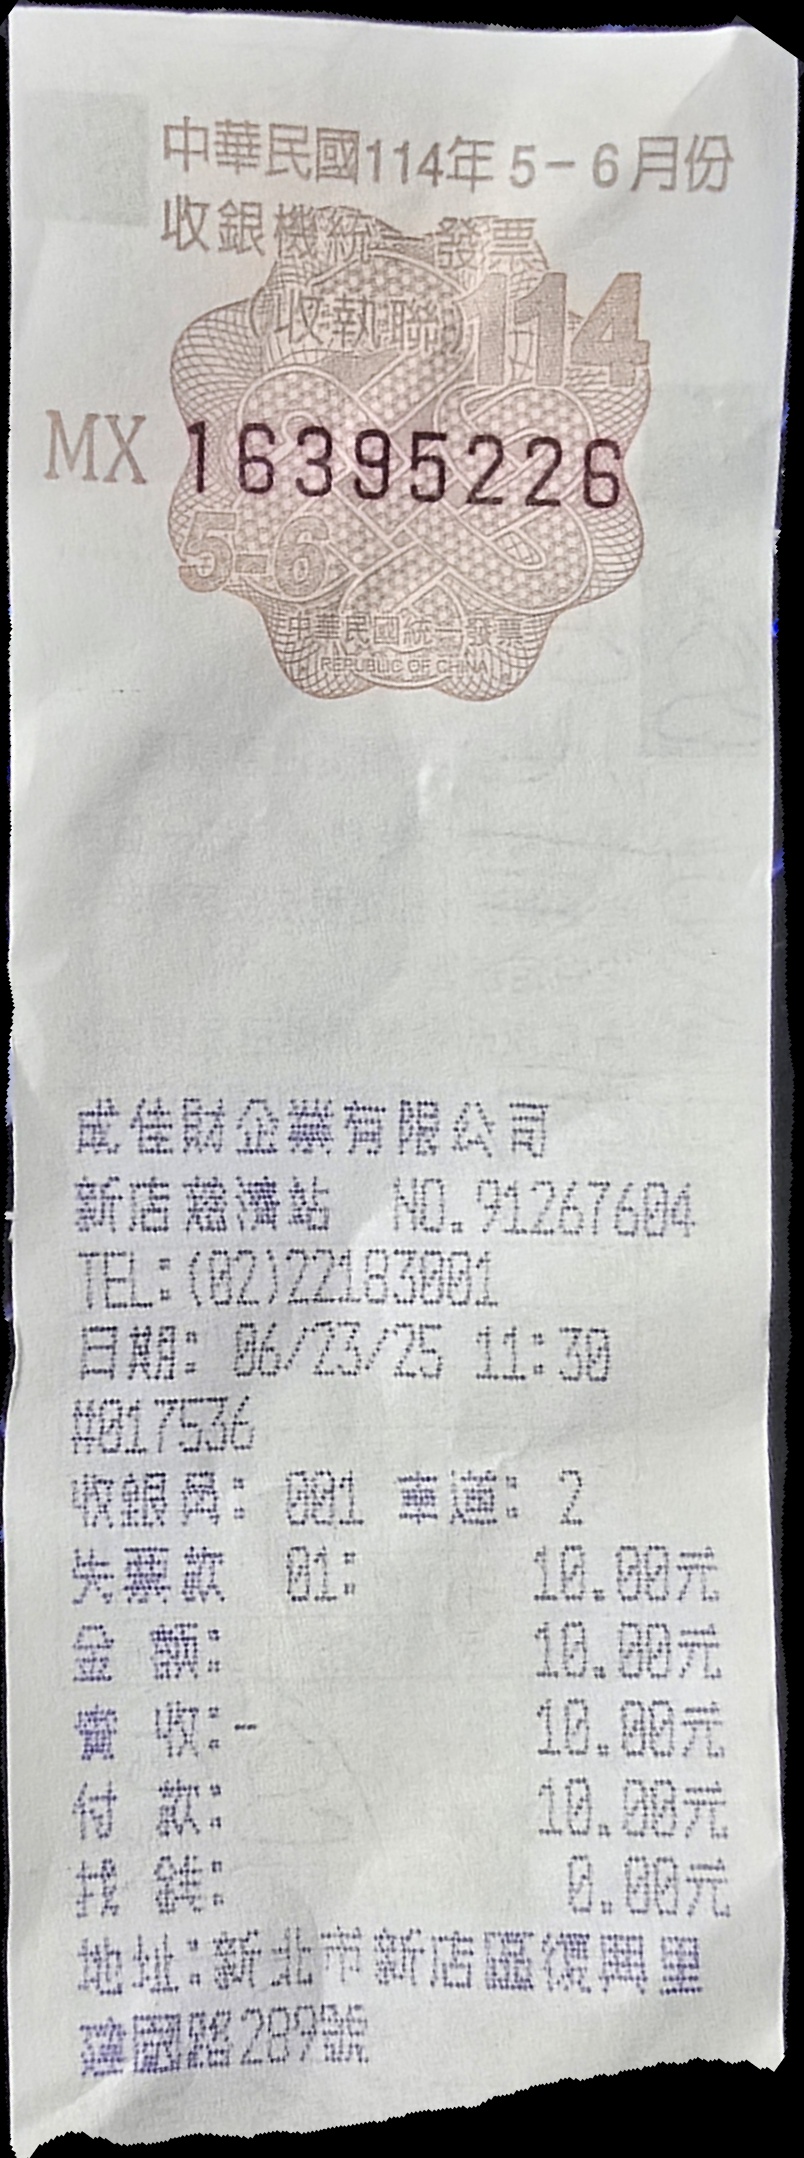 中華民國114年5-6月份
收銀機統一發票
(收執聯)
114
MX 16395226
5-6
中華民國統一發票
REPUBLIC OF CHINA
成佳財企業有限公司
新店慈濟站 NO.91267604
TEL:(02)22183001
日期: 06/23/25 11:30
#017536
收銀員: 001 車道: 2
失票款 01: 10.00元
金 額: 10.00元
實 收:- 10.00元
付 款: 10.00元
找 錢: 0.00元
地址:新北市新店區復興里
建國路289號